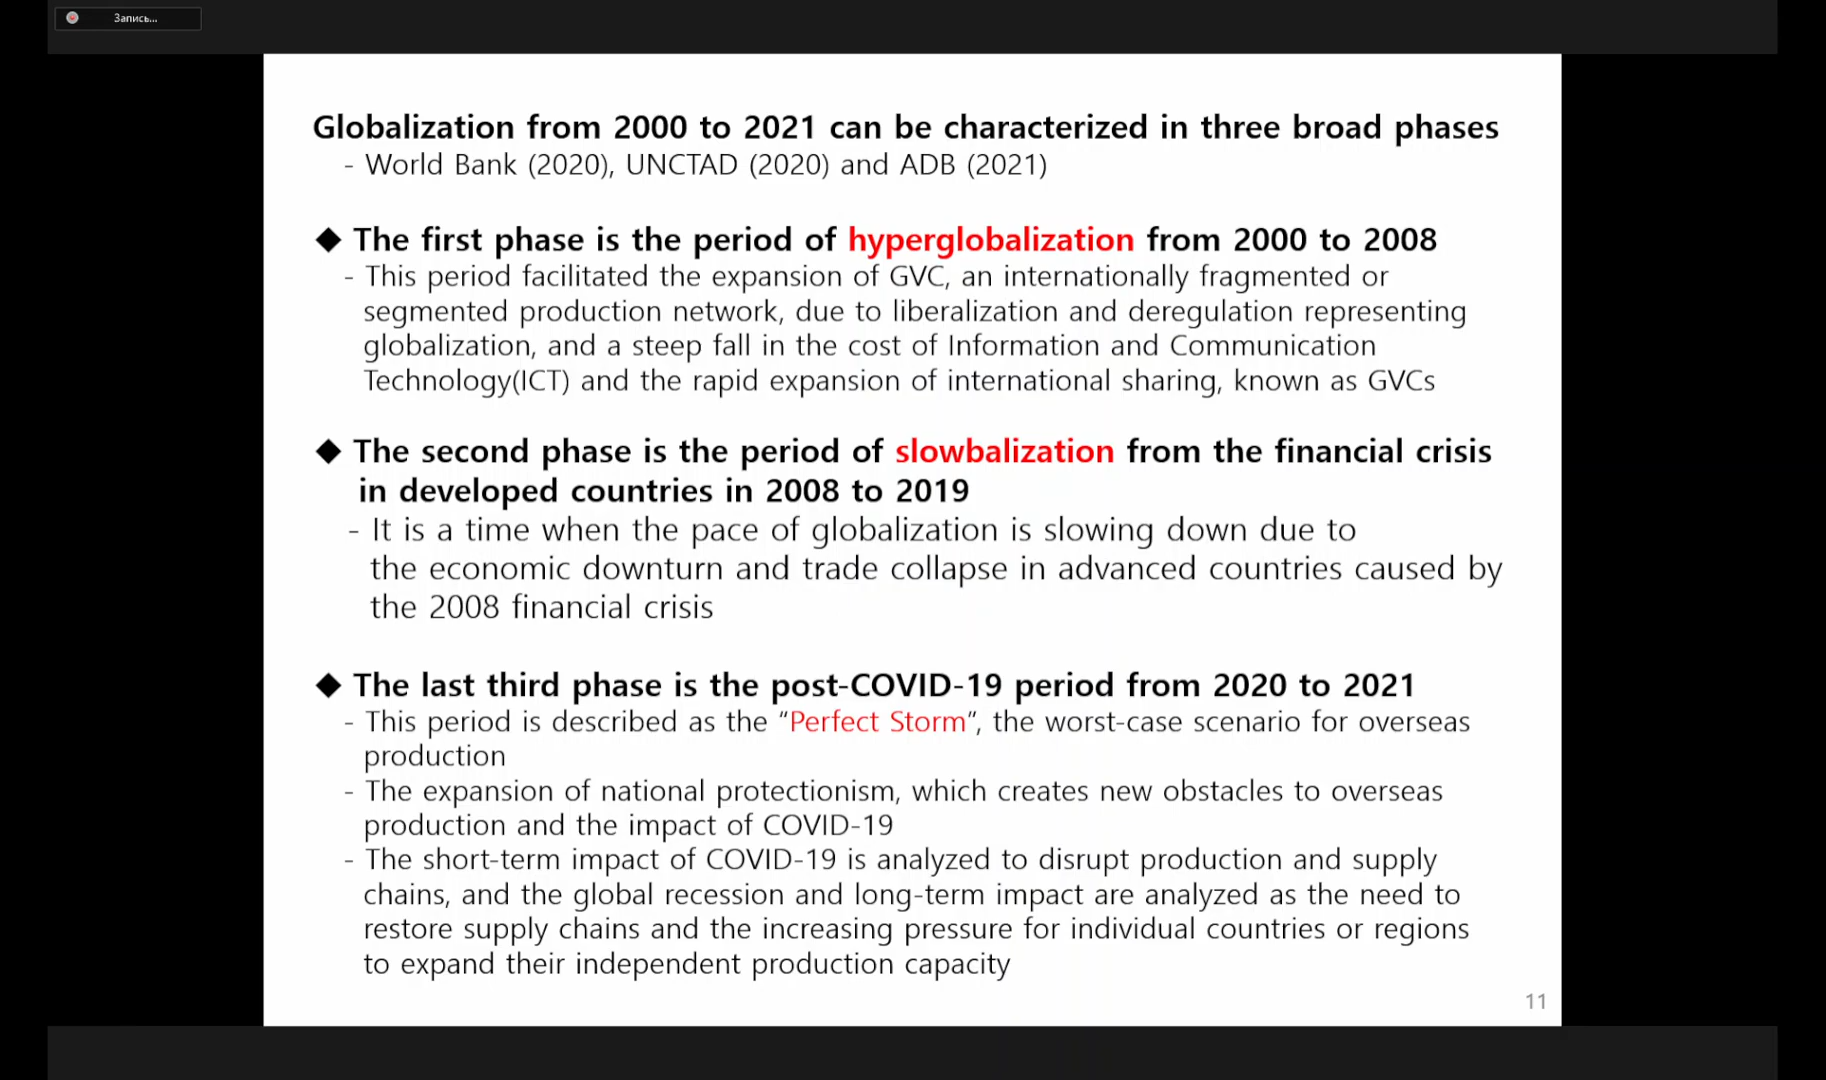 Запись...
Globalization from 2000 to 2021 can be characterized in three broad phases
- World Bank (2020), UNCTAD (2020) and ADB (2021)
◆ The first phase is the period of hyperglobalization from 2000 to 2008
- This period facilitated the expansion of GVC, an internationally fragmented or
segmented production network, due to liberalization and deregulation representing
globalization, and a steep fall in the cost of Information and Communication
Technology(ICT) and the rapid expansion of international sharing, known as GVCs
◆ The second phase is the period of slowbalization from the financial crisis
in developed countries in 2008 to 2019
- It is a time when the pace of globalization is slowing down due to
the economic downturn and trade collapse in advanced countries caused by
the 2008 financial crisis
◆ The last third phase is the post-COVID-19 period from 2020 to 2021
- This period is described as the “Perfect Storm”, the worst-case scenario for overseas
production
- The expansion of national protectionism, which creates new obstacles to overseas
production and the impact of COVID-19
- The short-term impact of COVID-19 is analyzed to disrupt production and supply
chains, and the global recession and long-term impact are analyzed as the need to
restore supply chains and the increasing pressure for individual countries or regions
to expand their independent production capacity
11